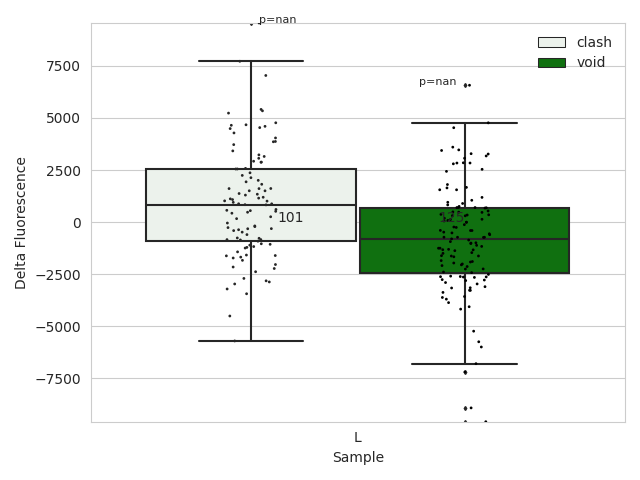 p=nan
clash
void
p=nan
7500
5000
2500
0
−2500
−5000
−7500
Delta Fluorescence
101
L
Sample